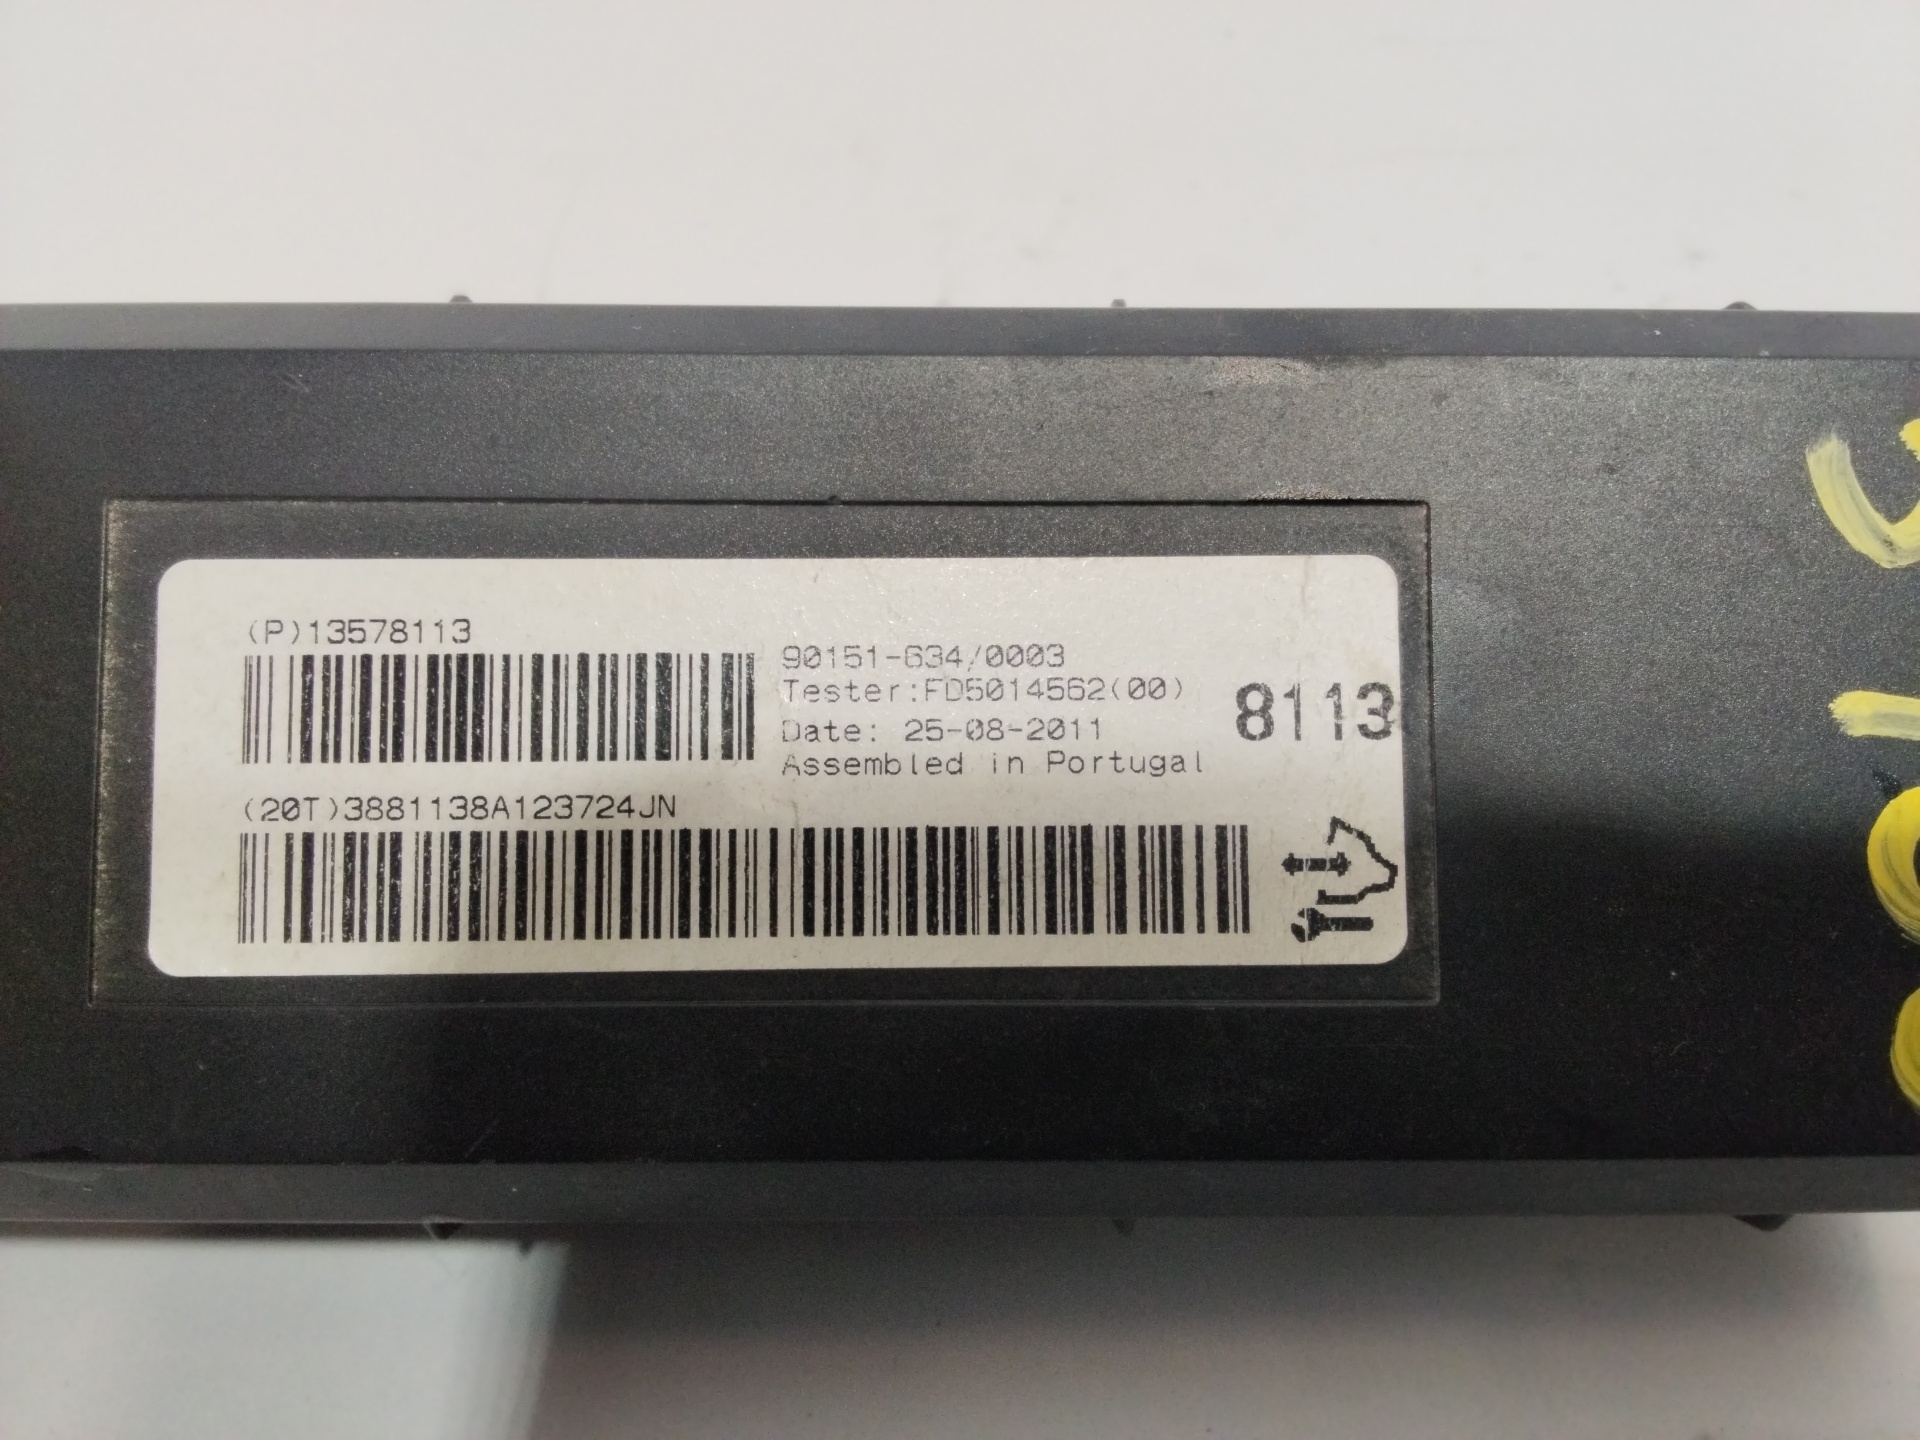 (P)13578113
90151-634/0003
Tester:FD5014562(00)
Date: 25-08-2011
Assembled in Portugal
8113
(20T)3881138A123724JN